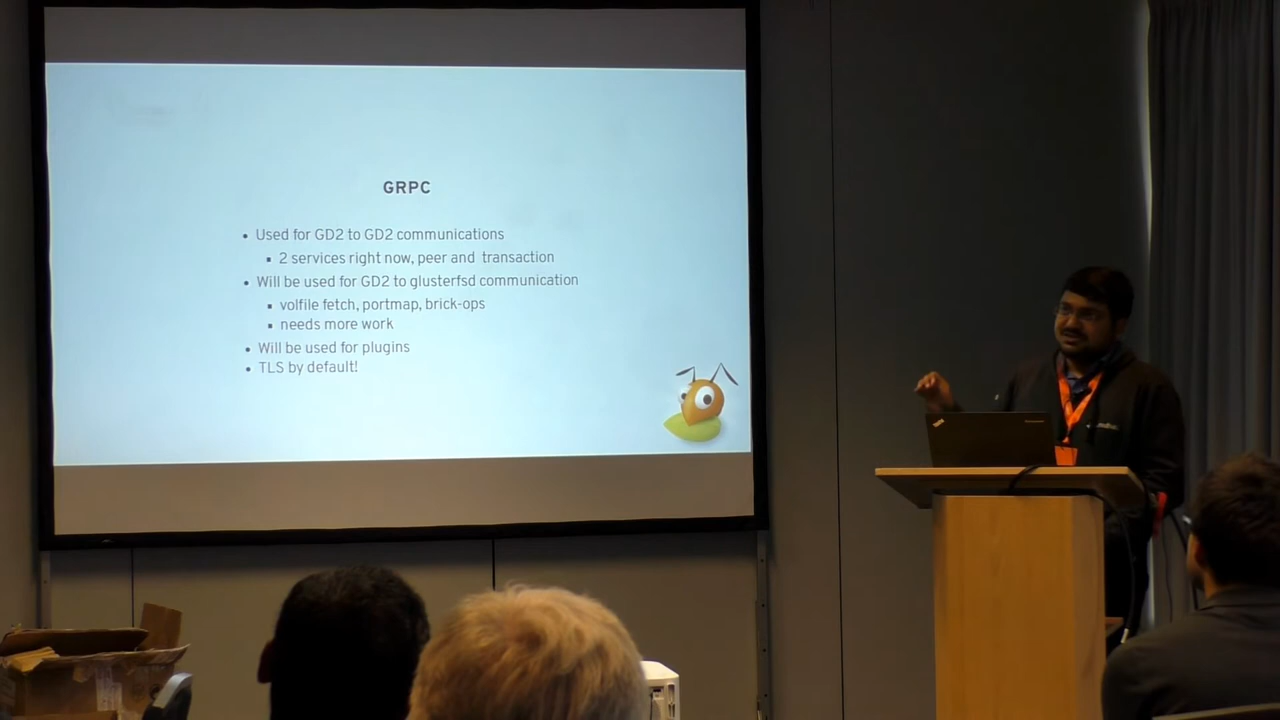 GRPC
• Used for GD2 to GD2 communications
▪ 2 services right now, peer and transaction
• Will be used for GD2 to glusterfsd communication
▪ volfile fetch, portmap, brick-ops
▪ needs more work
• Will be used for plugins
• TLS by default!